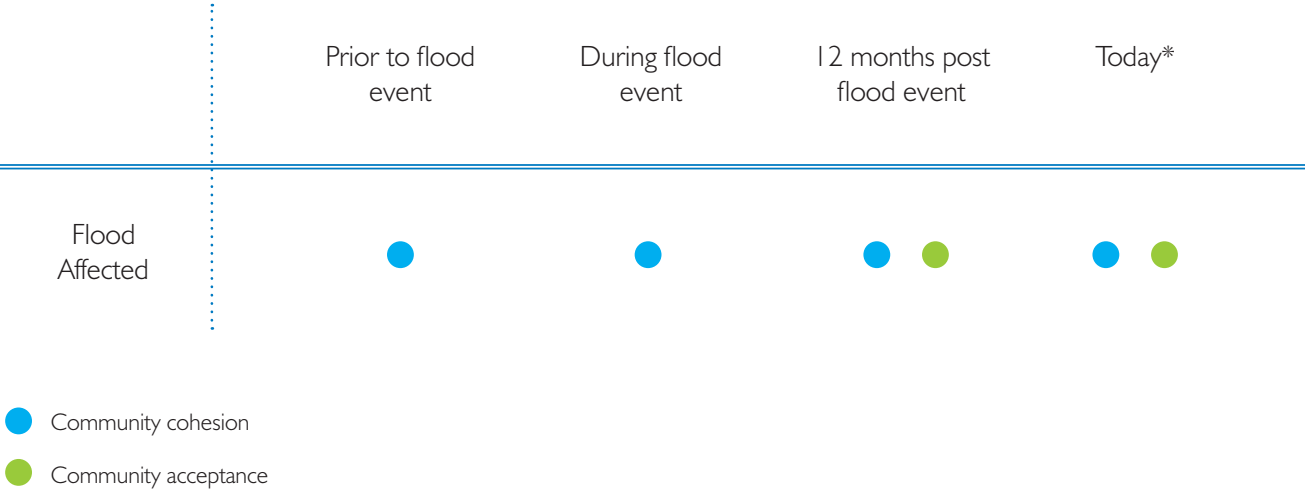 Prior to flood
event
During flood
event
12 months post
flood event
Today*
Flood
Affected
Community cohesion
Community acceptance